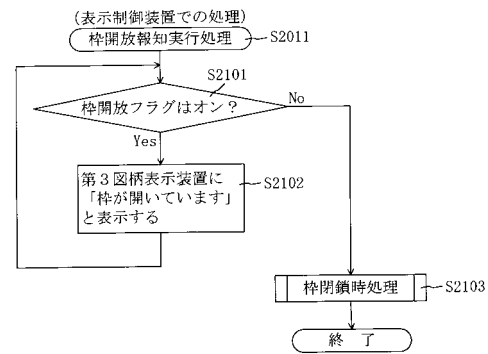 (表示制御装置での処理)
枠開放報知実行処理
S2011
S2101
枠開放フラグはオン?
No
Yes
第3図柄表示装置に
「枠が開いています」
と表示する
S2102
枠閉鎖時処理
S2103
終 了